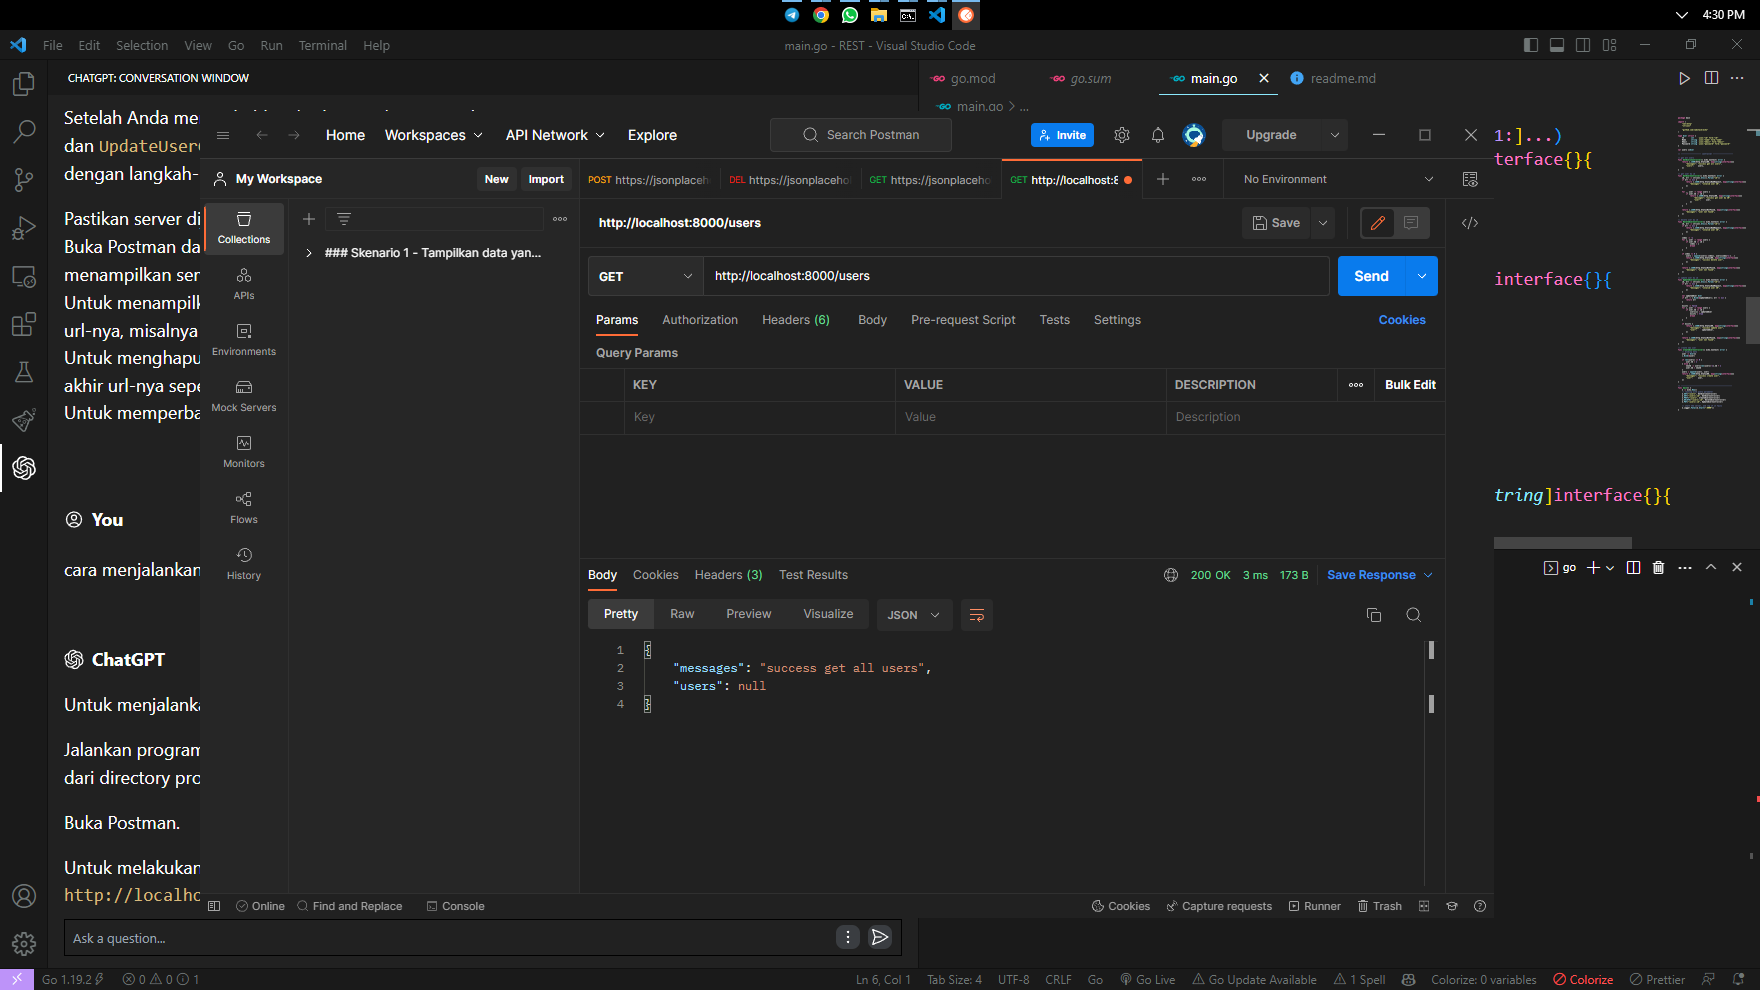 4:30 PM
File Edit Selection View Go Run Terminal Help
main.go - REST - Visual Studio Code
CHATGPT: CONVERSATION WINDOW
go.mod
go.sum
main.go
readme.md
main.go > ...
Setelah Anda me
dan UpdateUser
dengan langkah-
Pastikan server di
Buka Postman da
menampilkan ser
Untuk menampilk
url-nya, misalnya
Untuk menghapu
akhir url-nya sepe
Untuk memperba
You
cara menjalankan
ChatGPT
Untuk menjalanka
Jalankan program
dari directory pro
Buka Postman.
Untuk melakukan
http://localho
Ask a question...
Home Workspaces API Network Explore
Search Postman
Invite
Upgrade
My Workspace
New Import
POST https://jsonplaceh
DEL https://jsonplacehol
GET https://jsonplaceho
GET http://localhost:8
No Environment
Collections
APIs
Environments
Mock Servers
Monitors
Flows
History
### Skenario 1 - Tampilkan data yan...
http://localhost:8000/users
Save
GET
http://localhost:8000/users
Send
Params Authorization Headers (6) Body Pre-request Script Tests Settings
Cookies
Query Params
KEY VALUE DESCRIPTION
Bulk Edit
Key Value Description
Body Cookies Headers (3) Test Results
200 OK 3 ms 173 B
Save Response
Pretty Raw Preview Visualize
JSON
1 {
2 "messages": "success get all users",
3 "users": null
4 }
Online
Find and Replace
Console
Cookies
Capture requests
Runner
Trash
1:]...)
terface{}{
interface{}{
tring]interface{}{
go
Go 1.19.2
0 0 1
Ln 6, Col 1
Tab Size: 4
UTF-8
CRLF
Go
Go Live
Go Update Available
1 Spell
Colorize: 0 variables
Colorize
Prettier